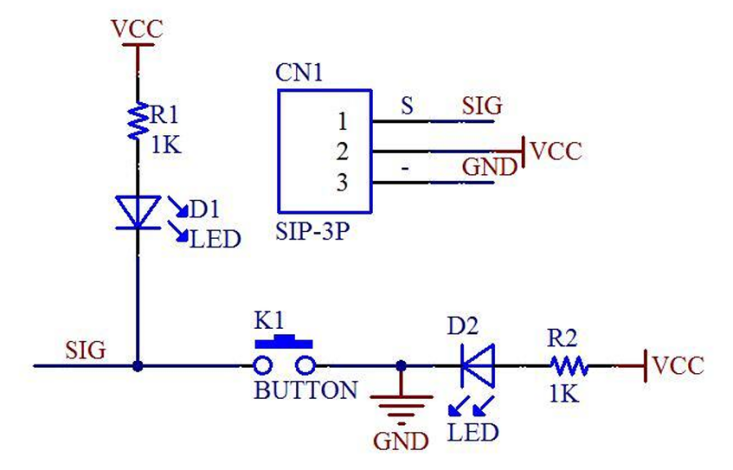 VCC
R1
1K
D1
LED
CN1
1 S SIG
2 VCC
3 - GND
SIP-3P
SIG
K1
BUTTON
GND
D2
LED
R2
1K
VCC